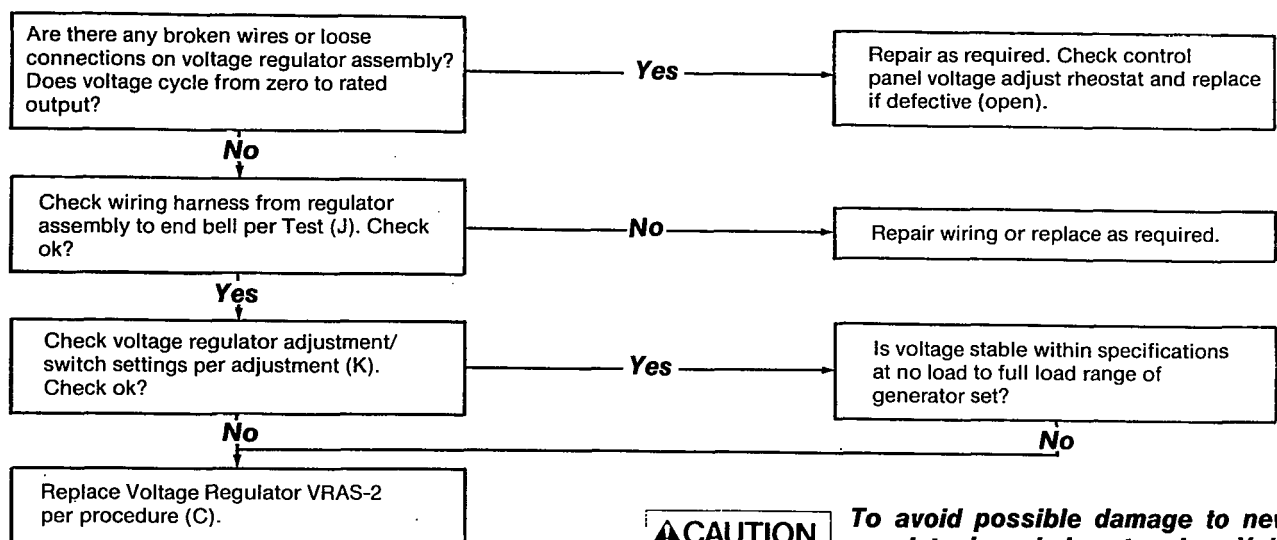 Are there any broken wires or loose
connections on voltage regulator assembly?
Does voltage cycle from zero to rated
output?
Yes
Repair as required. Check control
panel voltage adjust rheostat and replace
if defective (open).
No
Check wiring harness from regulator
assembly to end bell per Test (J). Check
ok?
No
Repair wiring or replace as required.
Yes
Check voltage regulator adjustment/
switch settings per adjustment (K).
Check ok?
Yes
Is voltage stable within specifications
at no load to full load range of
generator set?
No
No
Replace Voltage Regulator VRAS-2
per procedure (C).
CAUTION
To avoid possible damage to